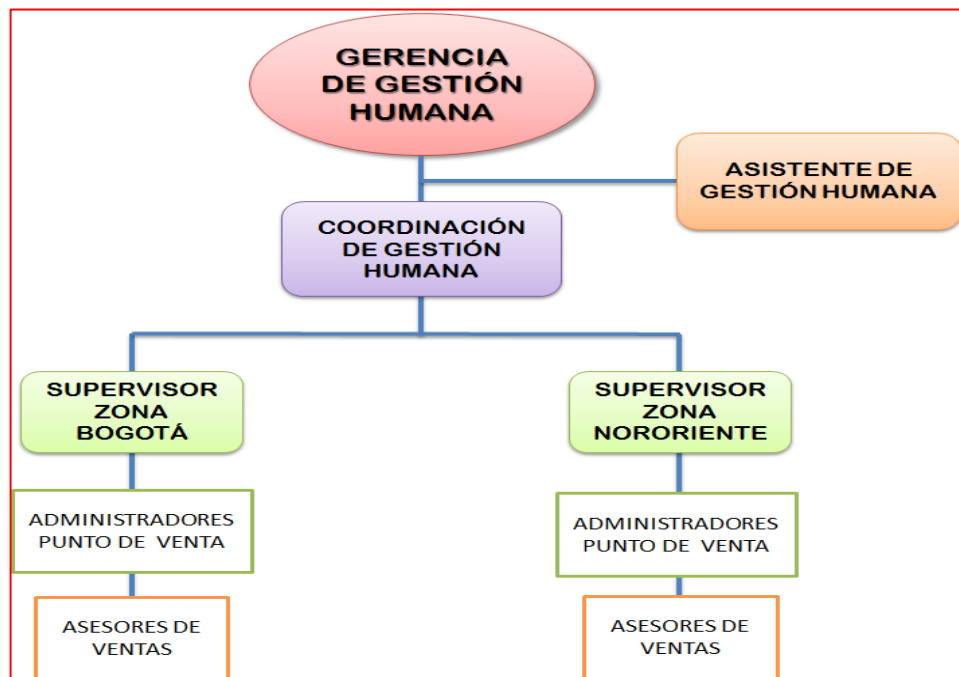 GERENCIA
DE GESTIÓN
HUMANA
ASISTENTE DE
GESTIÓN HUMANA
COORDINACIÓN
DE GESTIÓN
HUMANA
SUPERVISOR
ZONA
BOGOTÁ
SUPERVISOR
ZONA
NORORIENTE
ADMINISTRADORES
PUNTO DE VENTA
ADMINISTRADORES
PUNTO DE VENTA
ASESORES DE
VENTAS
ASESORES DE
VENTAS